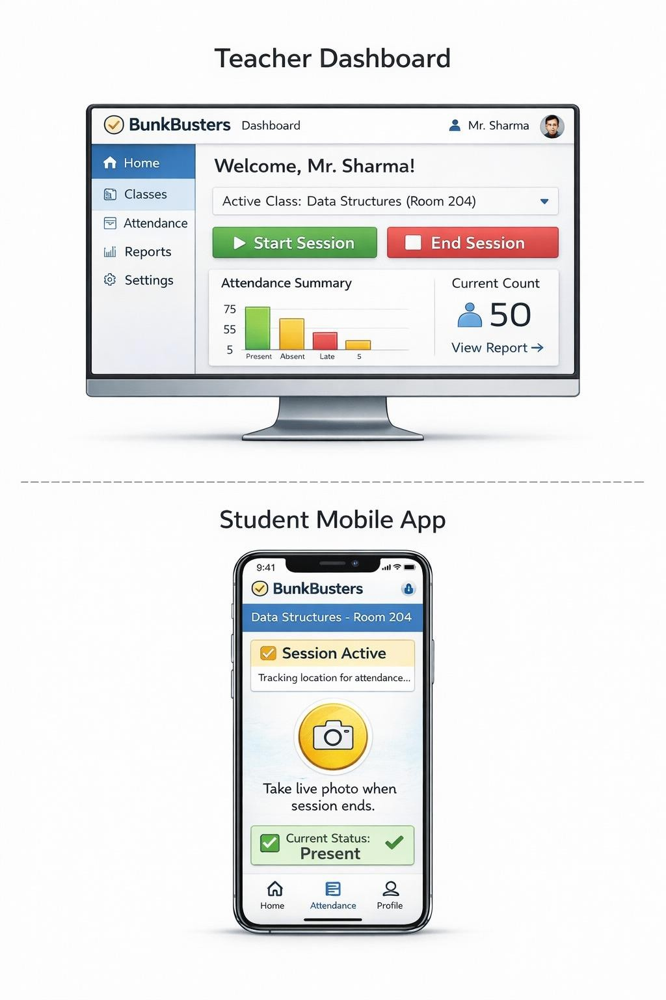 Teacher Dashboard
BunkBusters Dashboard Mr. Sharma
Home
Classes
Attendance
Reports
Settings
Welcome, Mr. Sharma!
Active Class: Data Structures (Room 204)
Start Session
End Session
Attendance Summary
75
55
5
Present Absent Late 5
Current Count
50
View Report →
Student Mobile App
9:41
BunkBusters
Data Structures - Room 204
Session Active
Tracking location for attendance...
Take live photo when
session ends.
Current Status:
Present
Home Attendance Profile